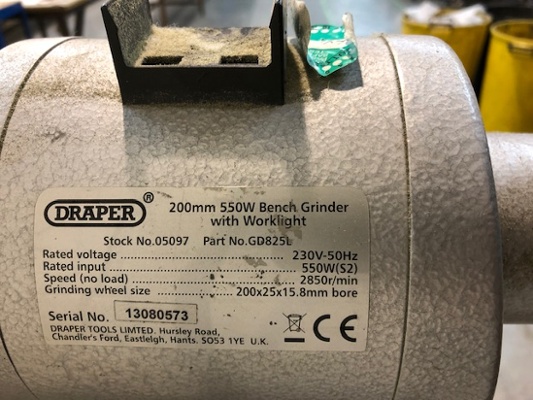 DRAPER®
200mm 550W Bench Grinder
with Worklight
Stock No.05097 Part No.GD825L
Rated voltage ........................ 230V-50Hz
Rated input ........................ 550W(S2)
Speed (no load) ........................ 2850r/min
Grinding wheel size ................ 200x25x15.8mm bore
Serial No. 13080573
DRAPER TOOLS LIMTED. Hursley Road,
Chandler's Ford, Eastleigh, Hants. SO53 1YE U.K.
CE